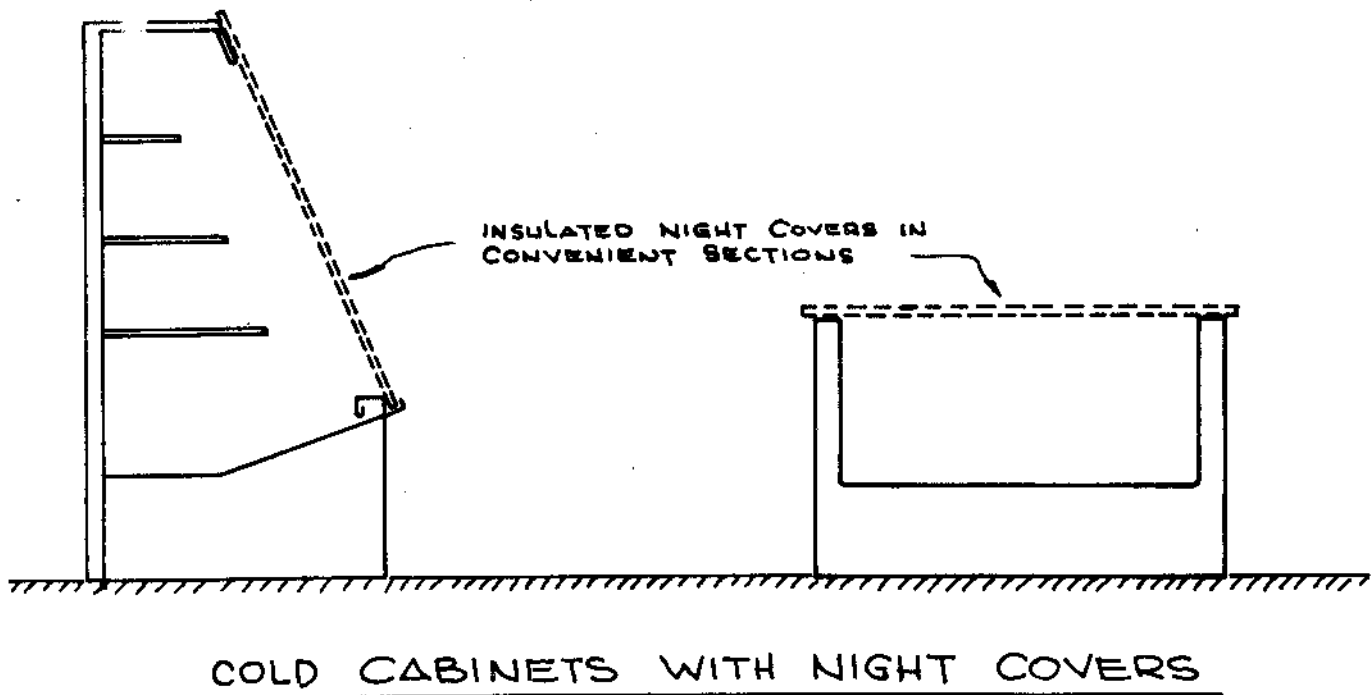 INSULATED NIGHT COVERS IN
CONVENIENT SECTIONS
COLD CABINETS WITH NIGHT COVERS